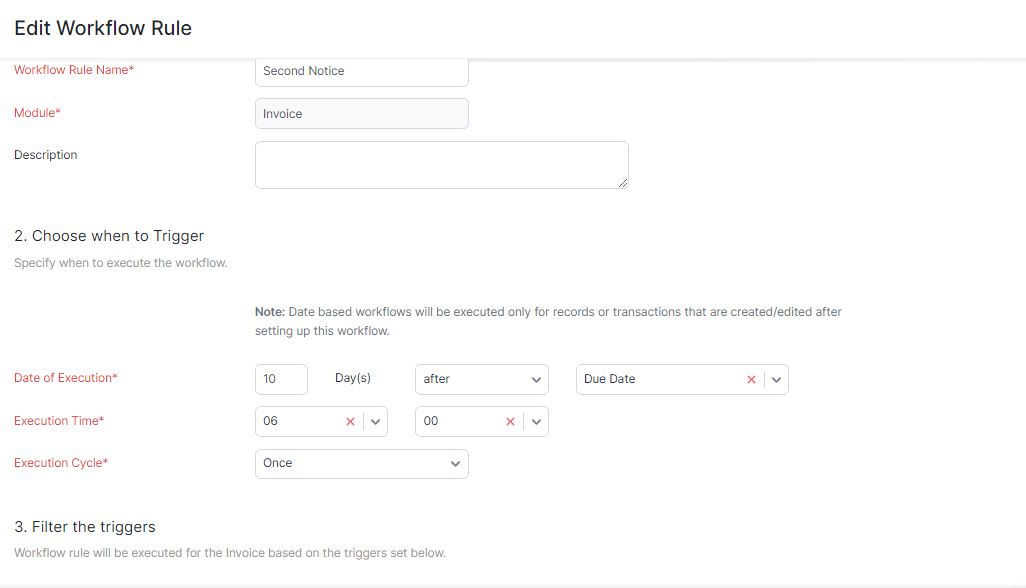 Edit Workflow Rule
Workflow Rule Name* Second Notice
Module* Invoice
Description
2. Choose when to Trigger
Specify when to execute the workflow.
Note: Date based workflows will be executed only for records or transactions that are created/edited after
setting up this workflow.
Date of Execution* 10 Day(s) after Due Date
Execution Time* 06 00
Execution Cycle* Once
3. Filter the triggers
Workflow rule will be executed for the Invoice based on the triggers set below.